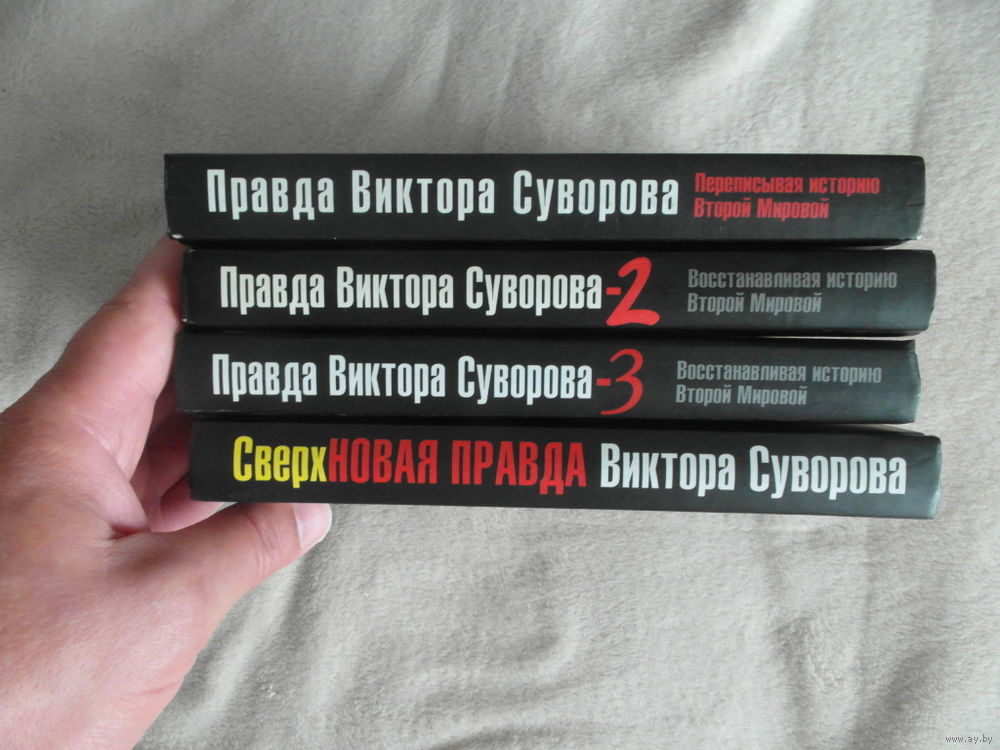 Правда Виктора Суворова
Переписывая историю
Второй Мировой
Правда Виктора Суворова-2
Восстанавливая историю
Второй Мировой
Правда Виктора Суворова-3
Восстанавливая историю
Второй Мировой
СверхНОВАЯ ПРАВДА Виктора Суворова
www.ay.by